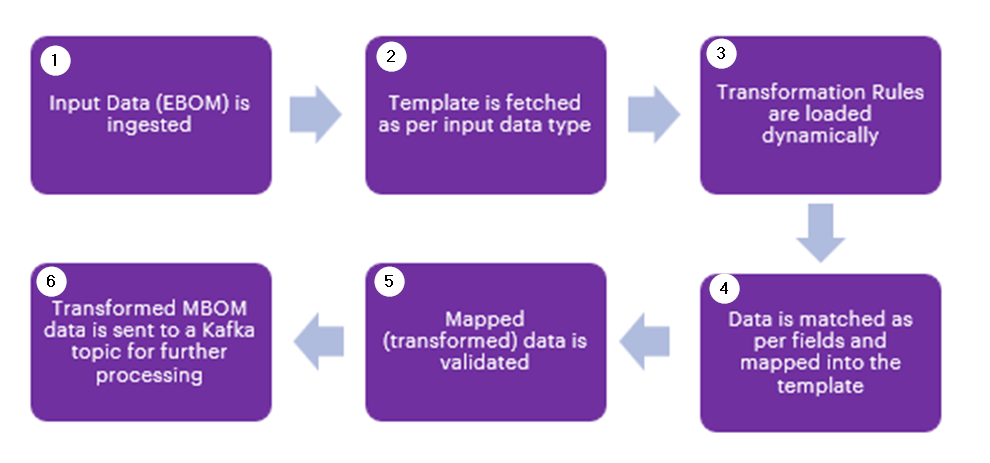 1
Input Data (EBOM) is
ingested
2
Template is fetched
as per input data type
3
Transformation Rules
are loaded
dynamically
4
Data is matched as
per fields and
mapped into the
template
5
Mapped
(transformed) data is
validated
6
Transformed MBOM
data is sent to a Kafka
topic for further
processing